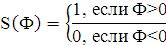 S(Φ) = {1, если Φ>0
0, если Φ<0